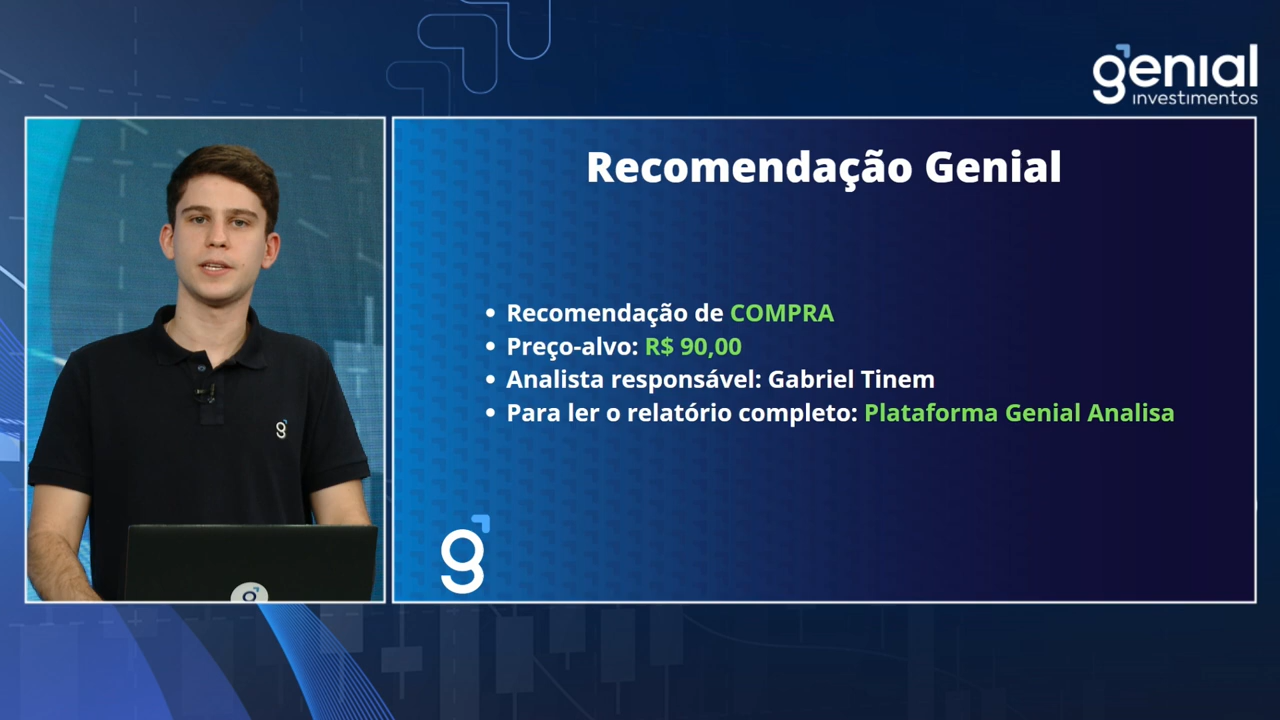 genial
investimentos
Recomendação Genial
• Recomendação de COMPRA
• Preço-alvo: R$ 90,00
• Analista responsável: Gabriel Tinem
• Para ler o relatório completo: Plataforma Genial Analisa
g
g
g